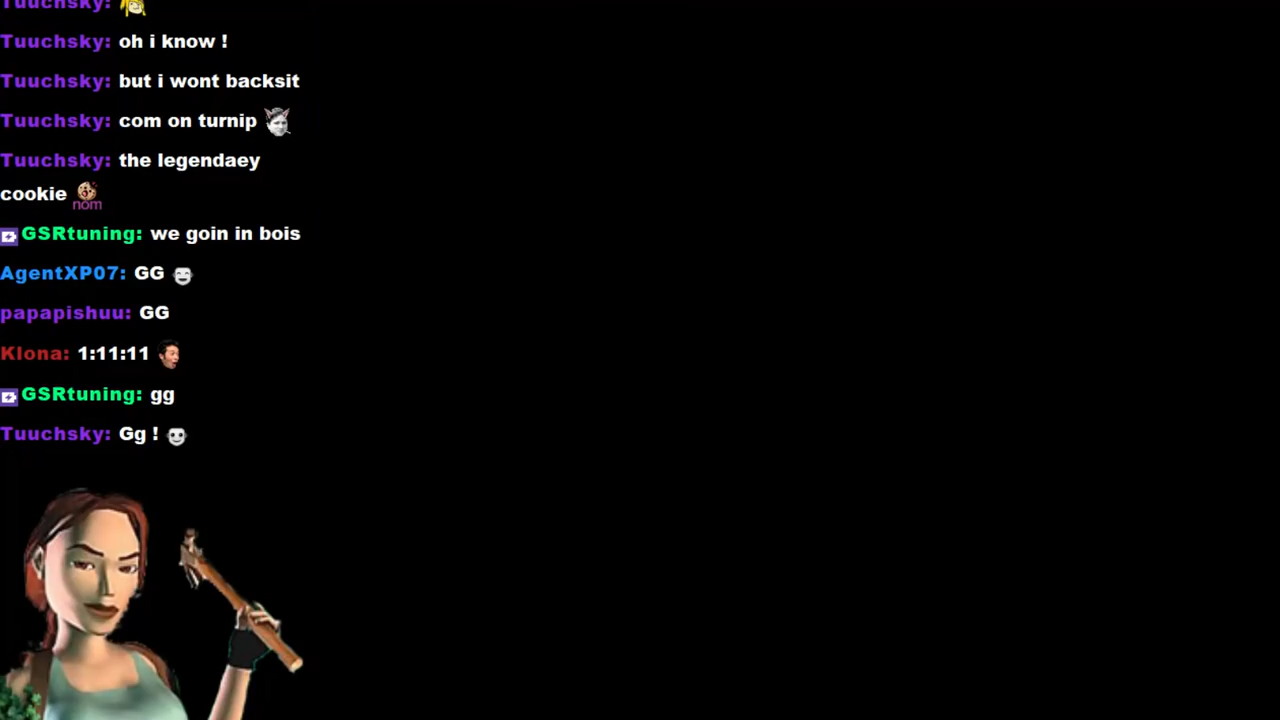 Tuuchsky:
Tuuchsky: oh i know !
Tuuchsky: but i wont backsit
Tuuchsky: com on turnip
Tuuchsky: the legendaey
cookie nom
GSRtuning: we goin in bois
AgentXP07: GG
papapishuu: GG
Klona: 1:11:11
GSRtuning: gg
Tuuchsky: Gg !